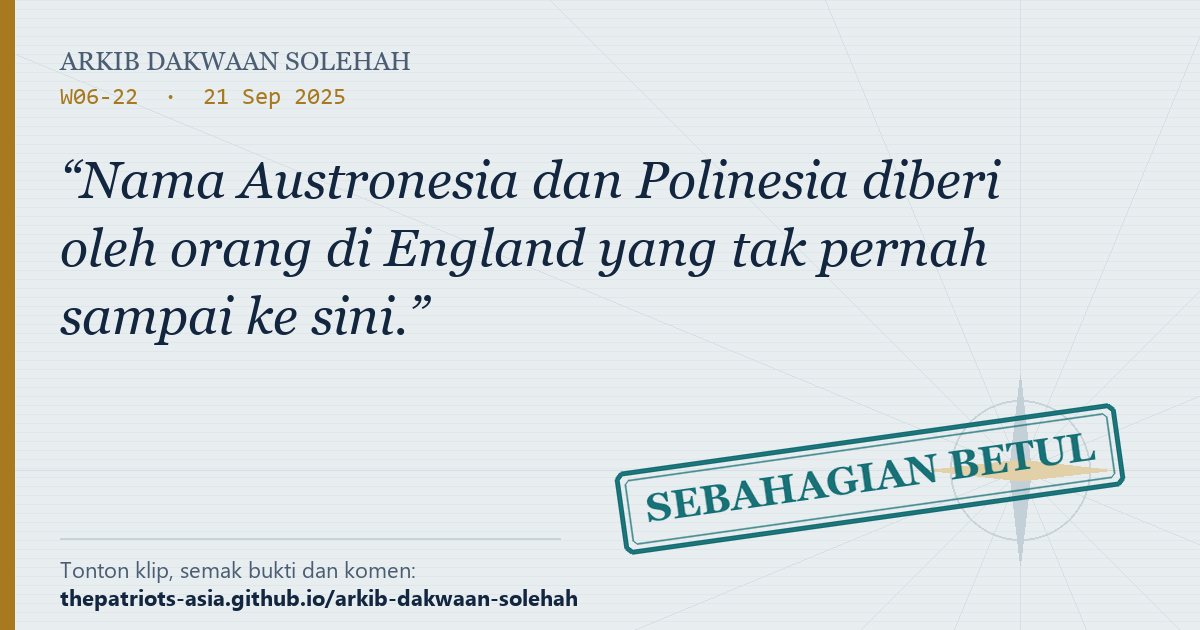 ARKIB DAKWAAN SOLEHAH
W06-22 · 21 Sep 2025
“Nama Austronesia dan Polinesia diberi
oleh orang di England yang tak pernah
sampai ke sini.”
SEBAHAGIAN BETUL
Tonton klip, semak bukti dan komen:
thepatriots-asia.github.io/arkib-dakwaan-solehah